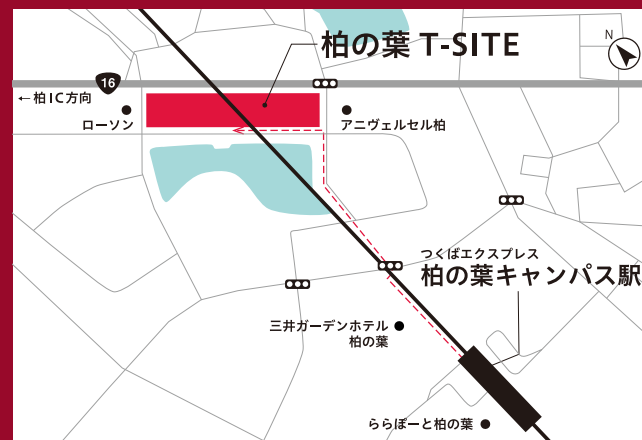 柏の葉 T-SITE
N
16
←柏IC方向
ローソン
アニヴェルセル柏
つくばエクスプレス
柏の葉キャンパス駅
三井ガーデンホテル
柏の葉
ららぽーと柏の葉